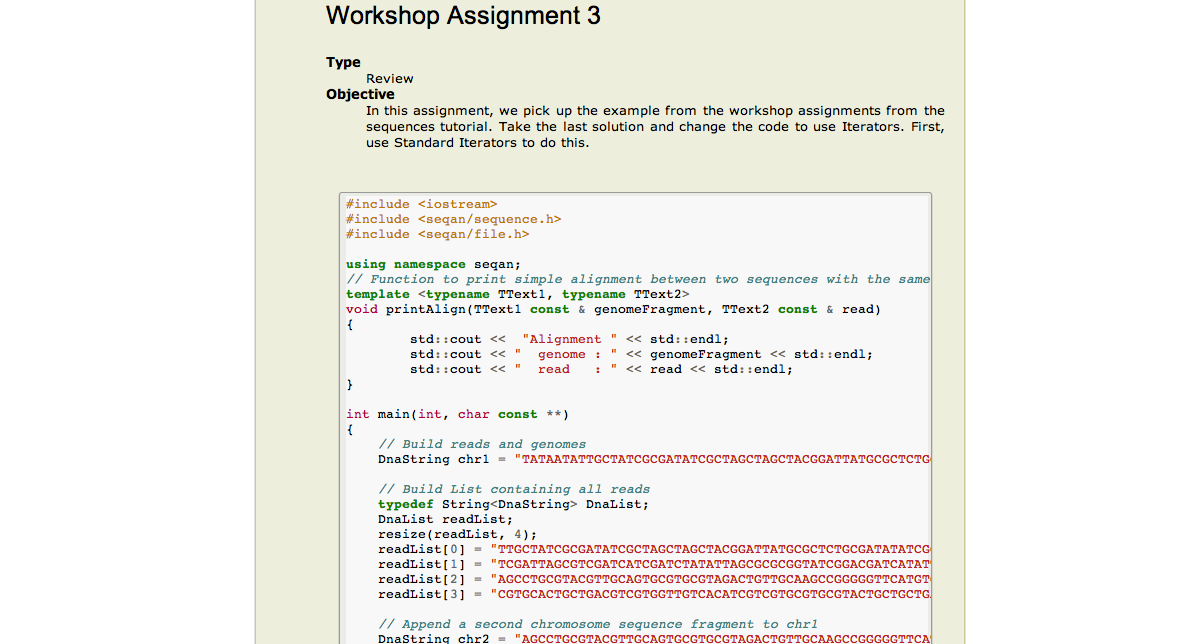 Workshop Assignment 3
Type
Review
Objective
In this assignment, we pick up the example from the workshop assignments from the
sequences tutorial. Take the last solution and change the code to use Iterators. First,
use Standard Iterators to do this.
#include <iostream>
#include <seqan/sequence.h>
#include <seqan/file.h>
using namespace seqan;
// Function to print simple alignment between two sequences with the same
template <typename TText1, typename TText2>
void printAlign(TText1 const & genomeFragment, TText2 const & read)
{
std::cout <<  "Alignment " << std::endl;
std::cout << "  genome : " << genomeFragment << std::endl;
std::cout << "  read   : " << read << std::endl;
}
int main(int, char const **)
{
// Build reads and genomes
DnaString chr1 = "TATAATATTGCTATCGCGATATCGCTAGCTAGCTACGGATTATGCGCTCTG
// Build List containing all reads
typedef String<DnaString> DnaList;
DnaList readList;
resize(readList, 4);
readList[0] = "TTGCTATCGCGATATCGCTAGCTAGCTACGGATTATGCGCTCTGCGATATATCG
readList[1] = "TCGATTAGCGTCGATCATCGATCTATATTAGCGCGCGGTATCGGACGATCATAT
readList[2] = "AGCCTGCGTACGTTGCAGTGCGTGCGTAGACTGTTGCAAGCCGGGGGTTCATGT
readList[3] = "CGTGCACTGCTGACGTCGTGGTTGTCACATCGTCGTGCGTGCGTACTGCTGCTG
// Append a second chromosome sequence fragment to chr1
DnaString chr2 = "AGCCTGCGTACGTTGCAGTGCGTGCGTAGACTGTTGCAAGCCGGGGGTTCA